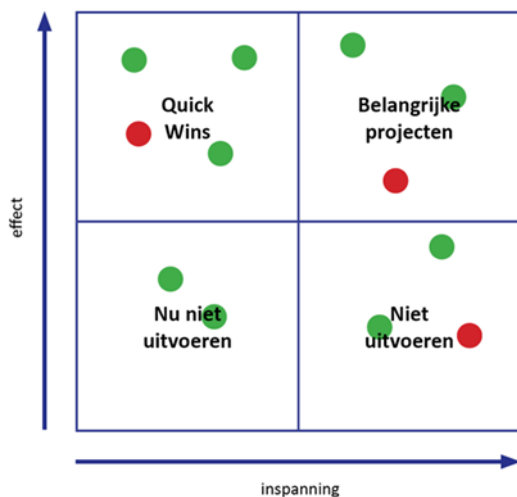 Quick
Wins
Belangrijke
projecten
effect
Nu niet
uitvoeren
Niet
uitvoeren
inspanning